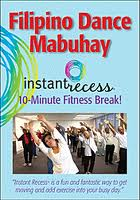 Filipino Dance
Mabuhay
instant recess
10-Minute Fitness Break!
"Instant Recess® is a fun and fantastic way to get
moving and add exercise into your busy day."